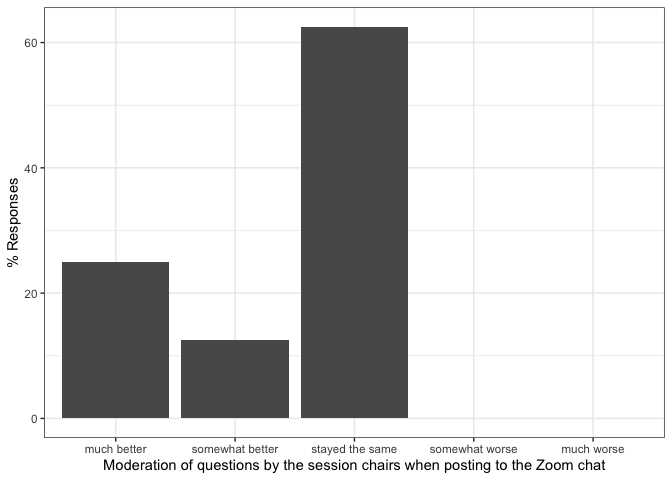 60
40
20
0
% Responses
much better
somewhat better
stayed the same
somewhat worse
much worse
Moderation of questions by the session chairs when posting to the Zoom chat